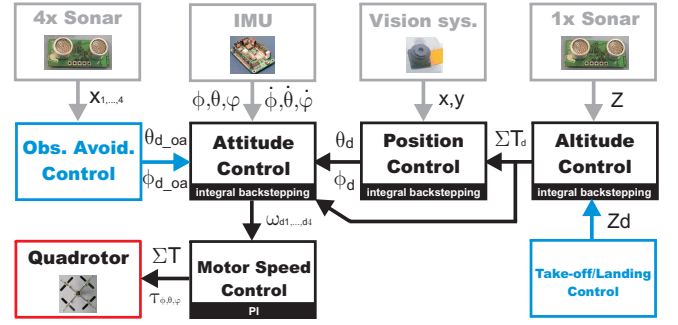 4x Sonar
IMU
Vision sys.
1x Sonar
x1,...,4
ϕ,θ,φ
ϕ̇,θ̇,φ̇
x,y
Z
Obs. Avoid.
Control
θd_oa
ϕd_oa
Attitude
Control
integral backstepping
θd
ϕd
Position
Control
integral backstepping
ΣTd
Altitude
Control
integral backstepping
ωd1,...,d4
Zd
Quadrotor
ΣT
τϕ,θ,φ
Motor Speed
Control
PI
Take-off/Landing
Control